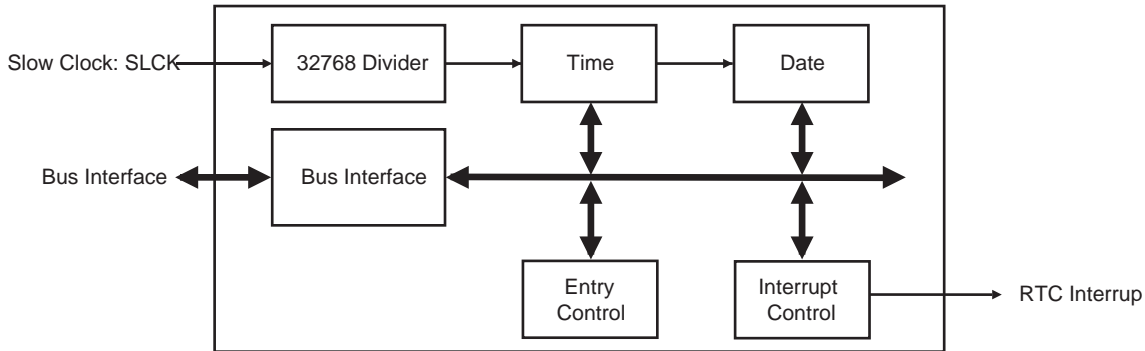 Slow Clock: SLCK
32768 Divider
Time
Date
Bus Interface
Bus Interface
Entry
Control
Interrupt
Control
RTC Interrup